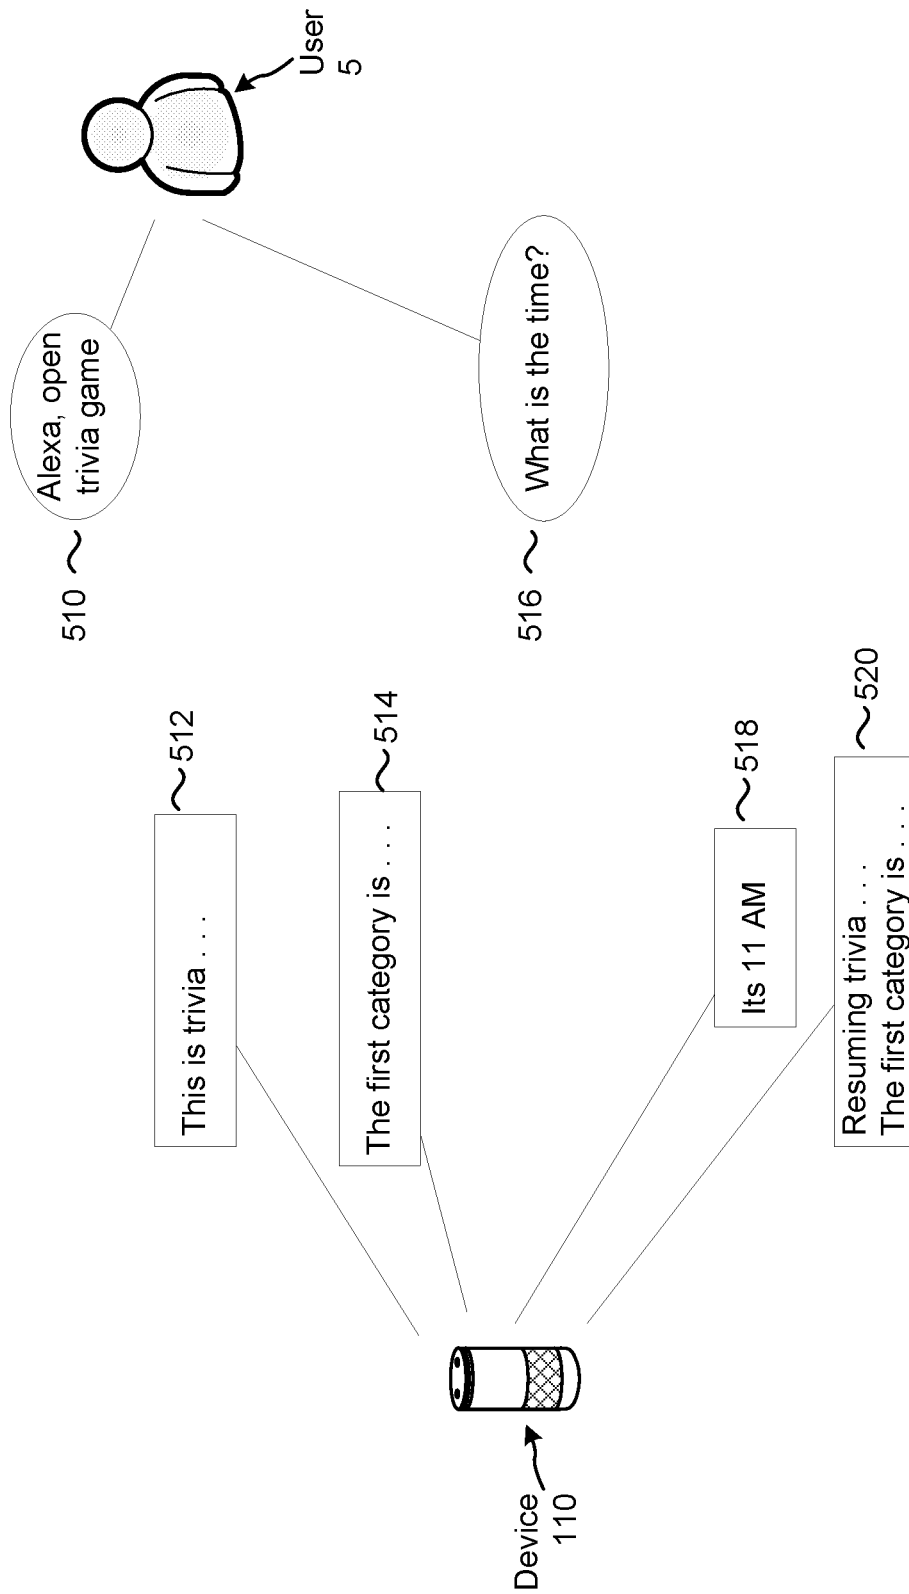 Alexa, open
trivia game
510
User
5
This is trivia . . .
512
The first category is . . .
514
What is the time?
516
Its 11 AM
518
Resuming trivia . . .
The first category is . . .
520
Device
110